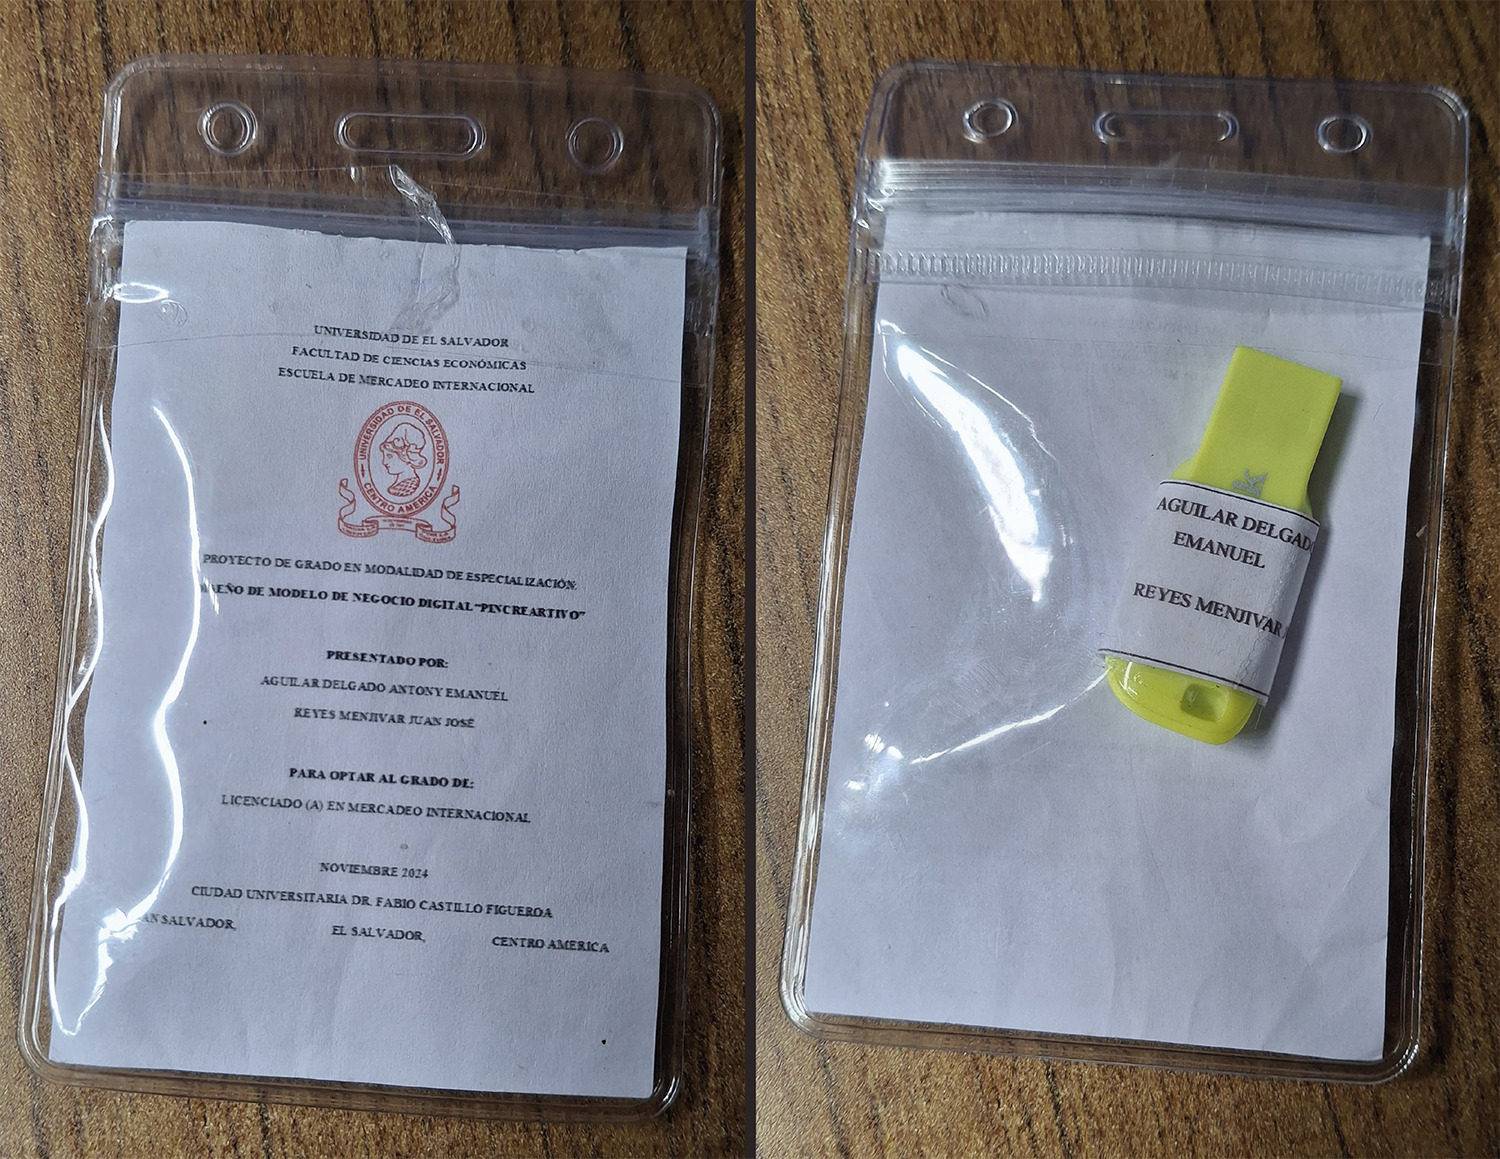 UNIVERSIDAD DE EL SALVADOR
FACULTAD DE CIENCIAS ECONÓMICAS
ESCUELA DE MERCADEO INTERNACIONAL
UNIVERSIDAD DE EL SALVADOR
CENTRO AMERICA
PROYECTO DE GRADO EN MODALIDAD DE ESPECIALIZACIÓN:
DE MODELO DE NEGOCIO DIGITAL “PINCREARTIVO”
PRESENTADO POR:
AGUILAR DELGADO ANTONY EMANUEL
REYES MENJIVAR JUAN JOSÉ
PARA OPTAR AL GRADO DE:
LICENCIADO (A) EN MERCADEO INTERNACIONAL
NOVIEMBRE 2024
CIUDAD UNIVERSITARIA DR. FABIO CASTILLO FIGUEROA
AN SALVADOR, EL SALVADOR, CENTRO AMERICA
AGUILAR DELGADO
EMANUEL
REYES MENJIVAR